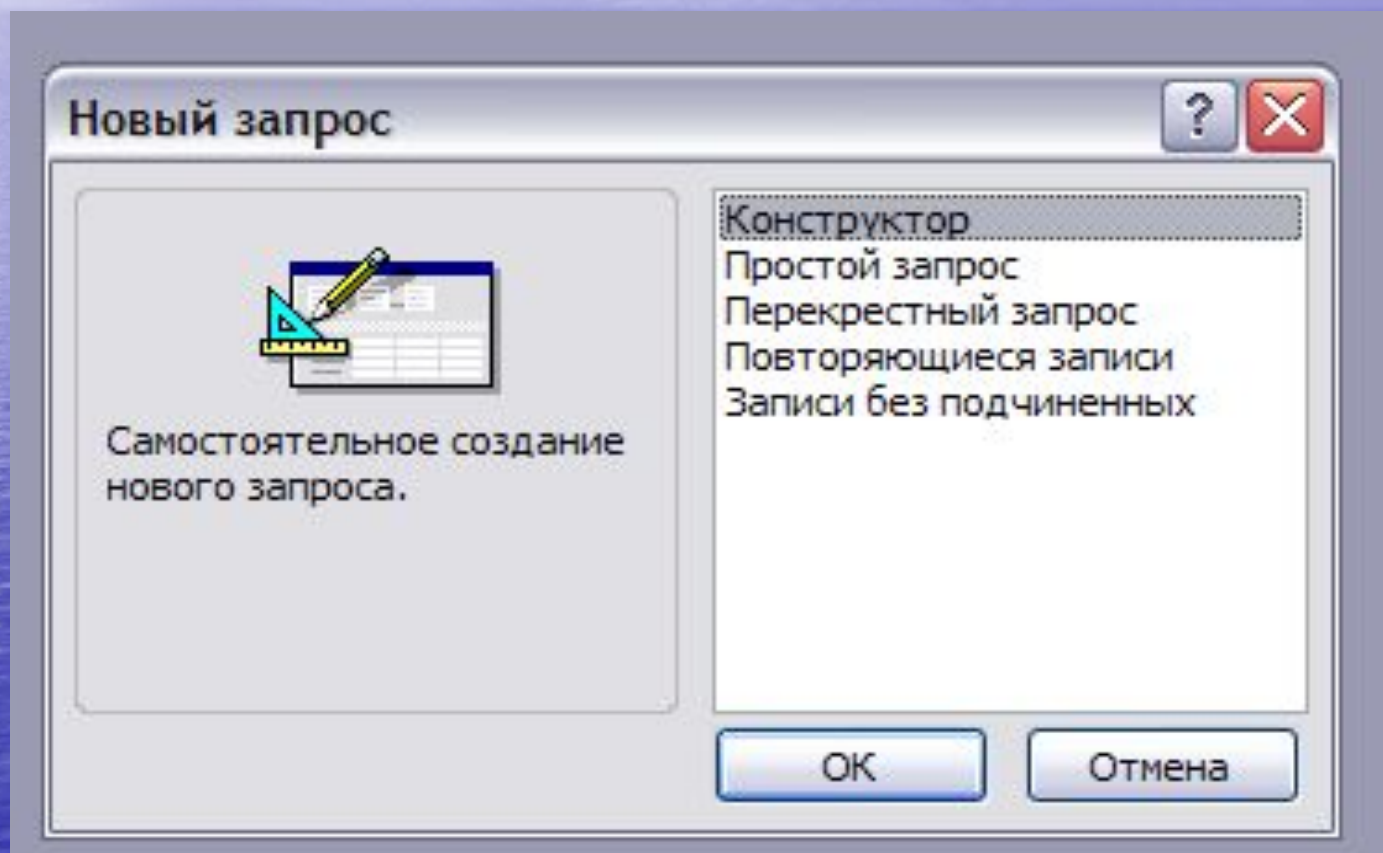 Новый запрос
?
Конструктор
Простой запрос
Перекрестный запрос
Повторяющиеся записи
Записи без подчиненных
Самостоятельное создание
нового запроса.
ОК
Отмена